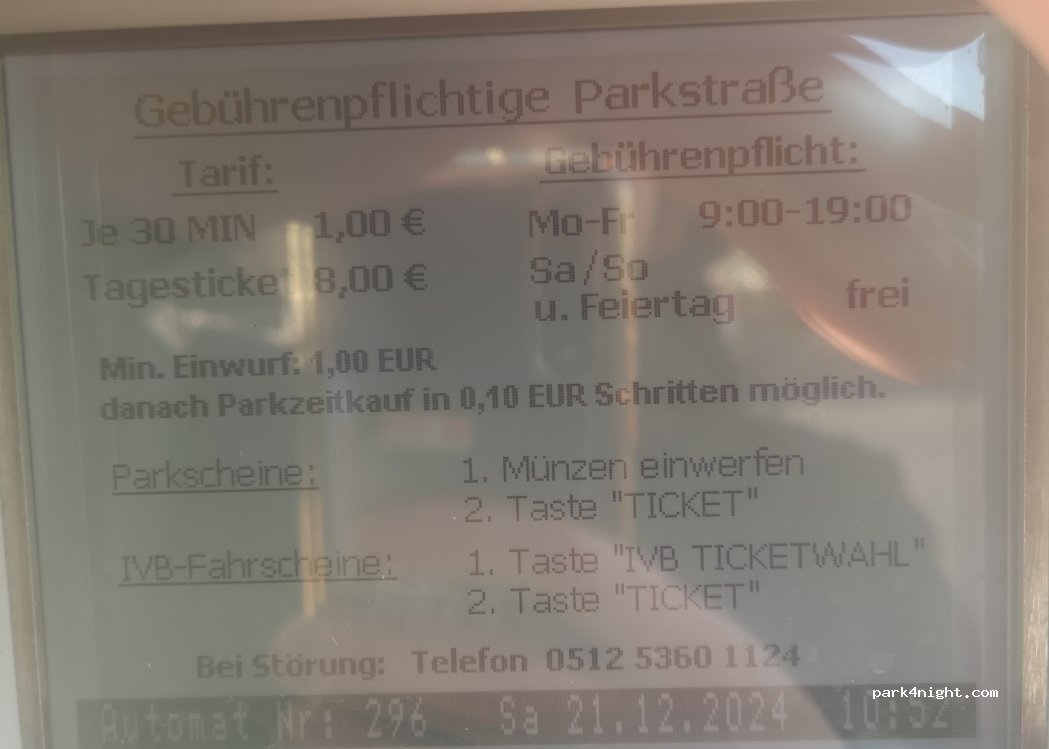 Gebührenpflichtige Parkstraße
Tarif:
Gebührenpflicht:
Je 30 MIN 1,00 €
Mo-Fr 9:00-19:00
Tagesticket 8,00 €
Sa/So
u. Feiertag frei
Min. Einwurf: 1,00 EUR
danach Parkzeitkauf in 0,10 EUR Schritten möglich.
Parkscheine: 1. Münzen einwerfen
2. Taste "TICKET"
IVB-Fahrscheine: 1. Taste "IVB TICKETWAHL"
2. Taste "TICKET"
Bei Störung: Telefon 0512 5360 1124
park4night.com
Automat Nr: 296 Sa 21.12.2024 10:52